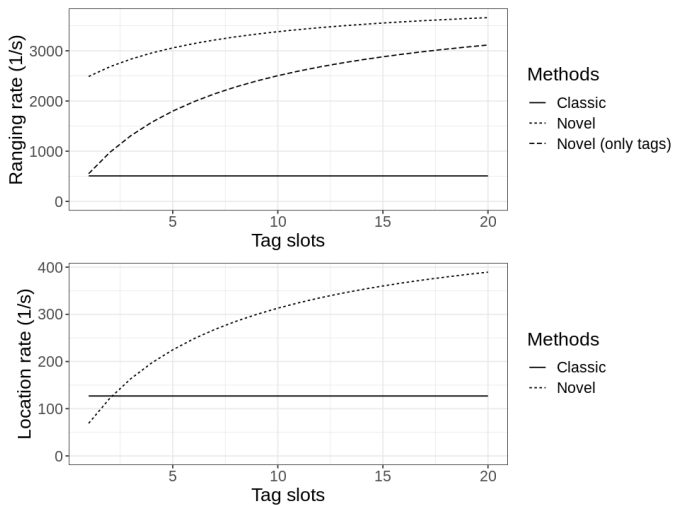 Ranging rate (1/s)
3000
2000
1000
0
5 10 15 20
Tag slots
Methods
Classic
Novel
Novel (only tags)
Location rate (1/s)
400
300
200
100
0
5 10 15 20
Tag slots
Methods
Classic
Novel